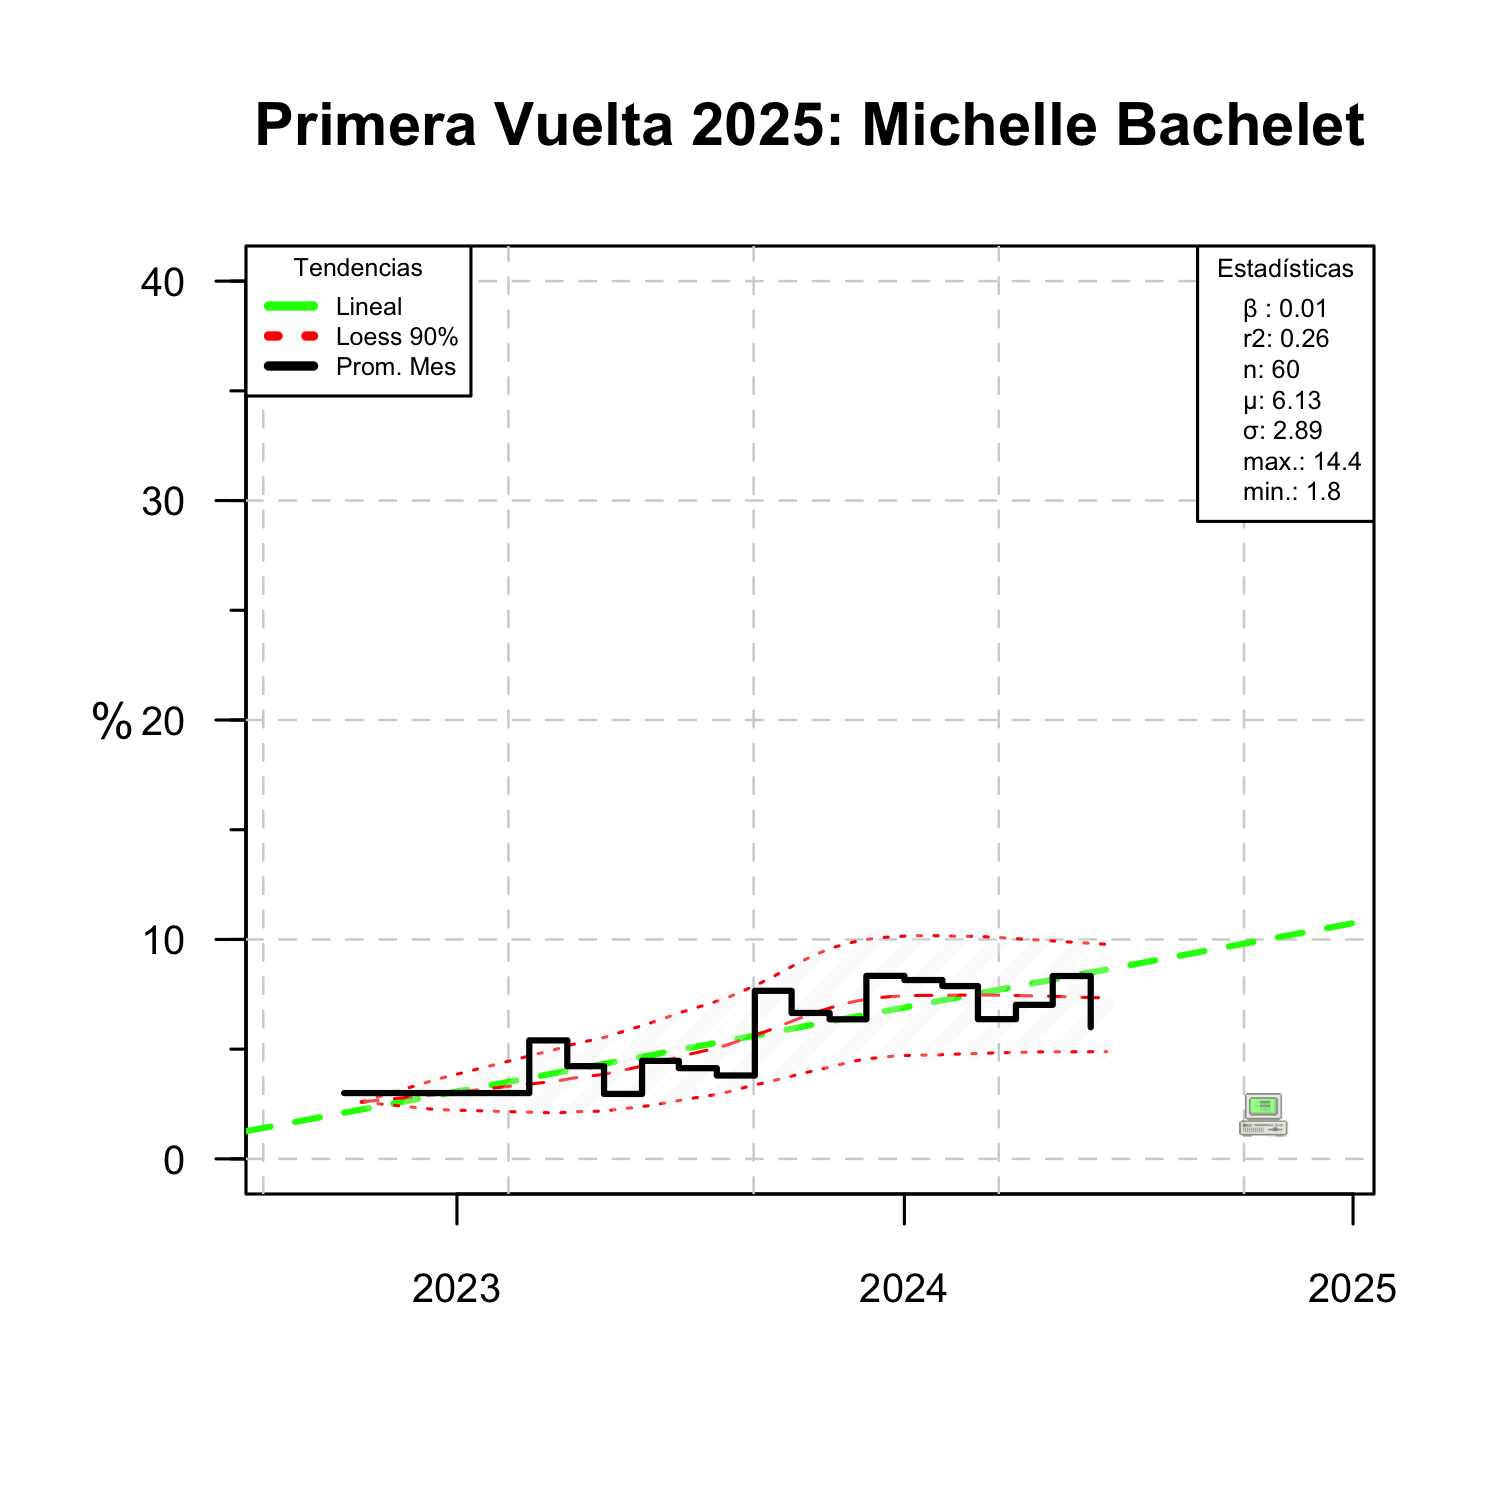 Primera Vuelta 2025: Michelle Bachelet
Tendencias
Lineal
Loess 90%
Prom. Mes
Estadísticas
β : 0.01
r2: 0.26
n: 60
μ: 6.13
σ: 2.89
max.: 14.4
min.: 1.8
40
30
20
10
0
%
2023
2024
2025